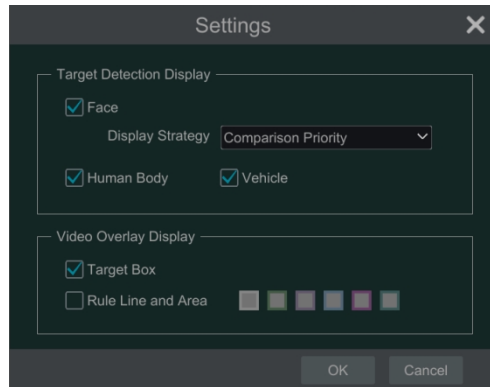 Settings
Target Detection Display
Face
Display Strategy Comparison Priority
Human Body Vehicle
Video Overlay Display
Target Box
Rule Line and Area
OK Cancel